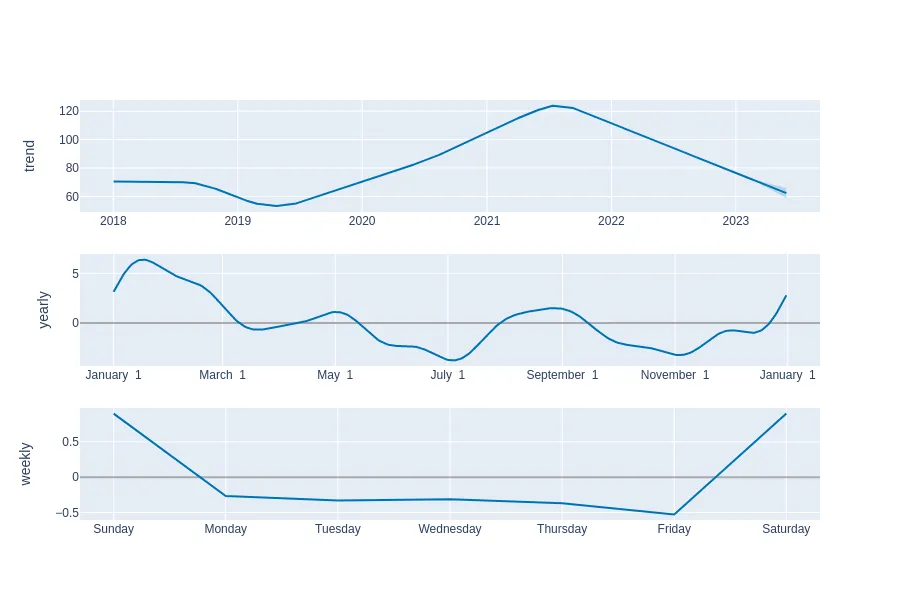 trend
120
100
80
60
2018 2019 2020 2021 2022 2023
yearly
5
0
January 1 March 1 May 1 July 1 September 1 November 1 January 1
weekly
0.5
0
−0.5
Sunday Monday Tuesday Wednesday Thursday Friday Saturday